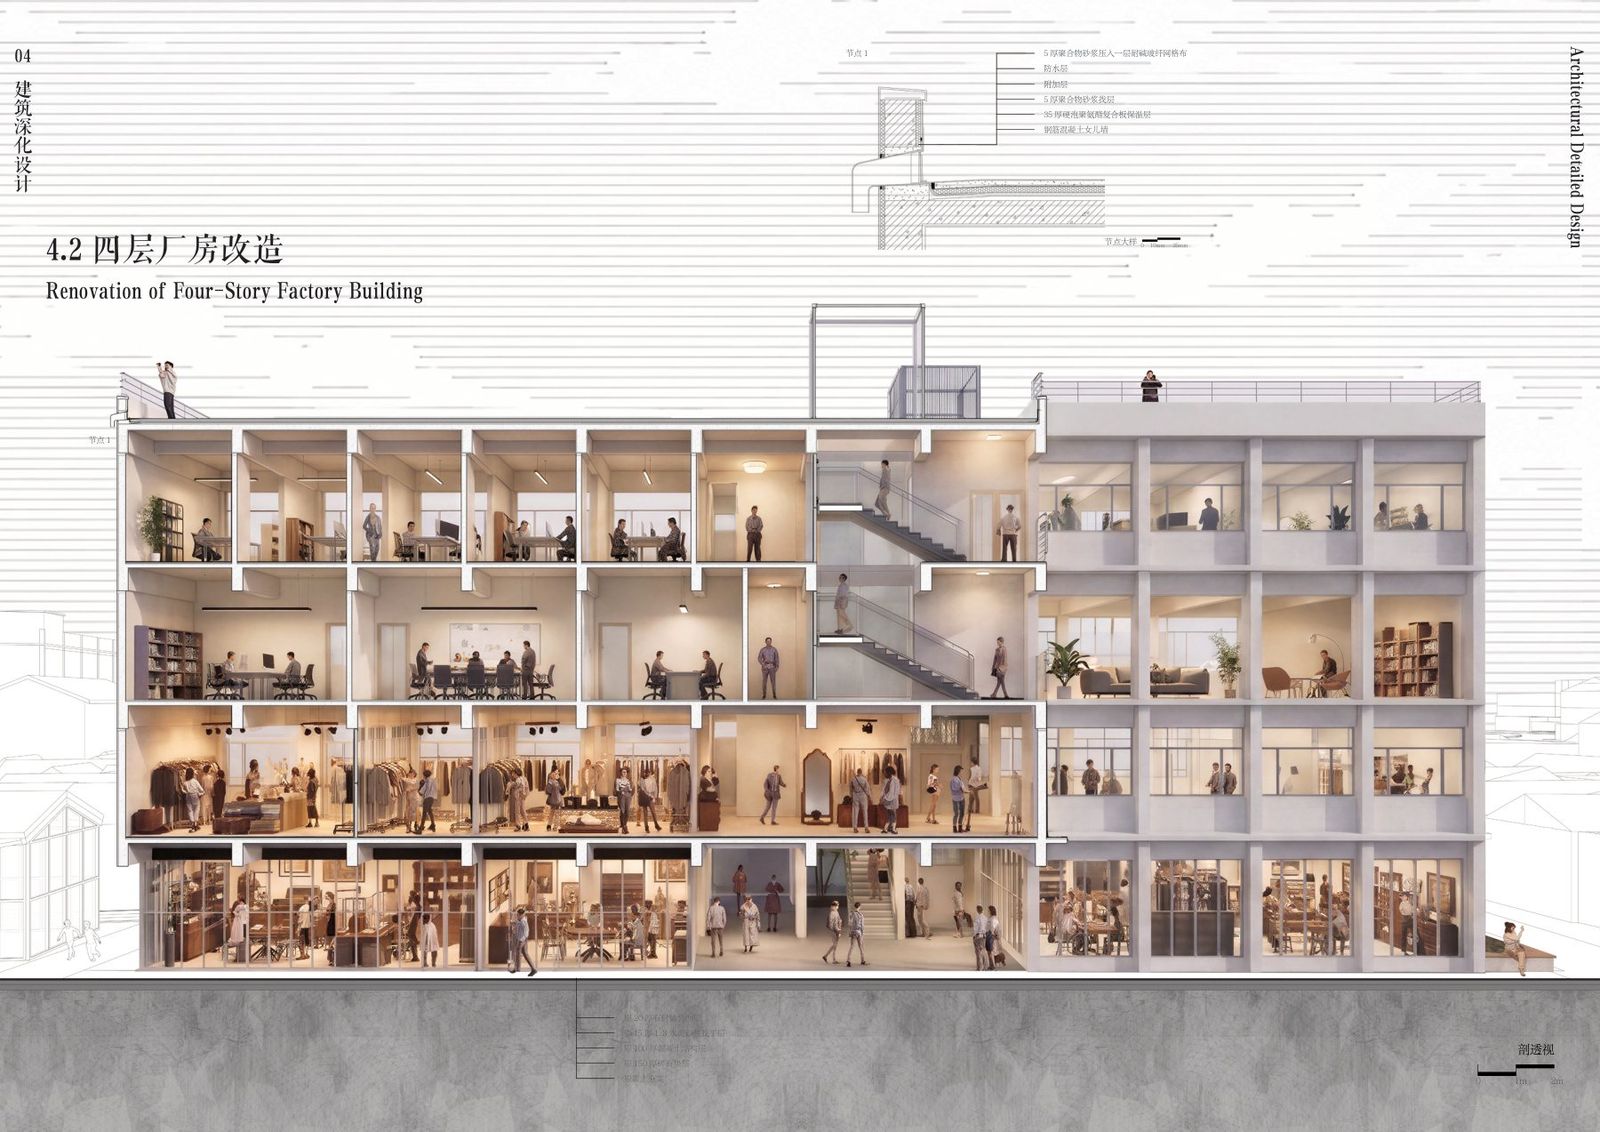 04 建筑深化设计
Architectural Detailed Design
4.2 四层厂房改造
Renovation of Four-Story Factory Building
节点 1
5 厚聚合物砂浆压入一层耐碱玻纤网格布
防水层
附加层
5 厚聚合物砂浆找层
35 厚硬泡聚氨酯复合板保温层
钢筋混凝土女儿墙
节点大样
节点 1
剖透视
0 1m 2m